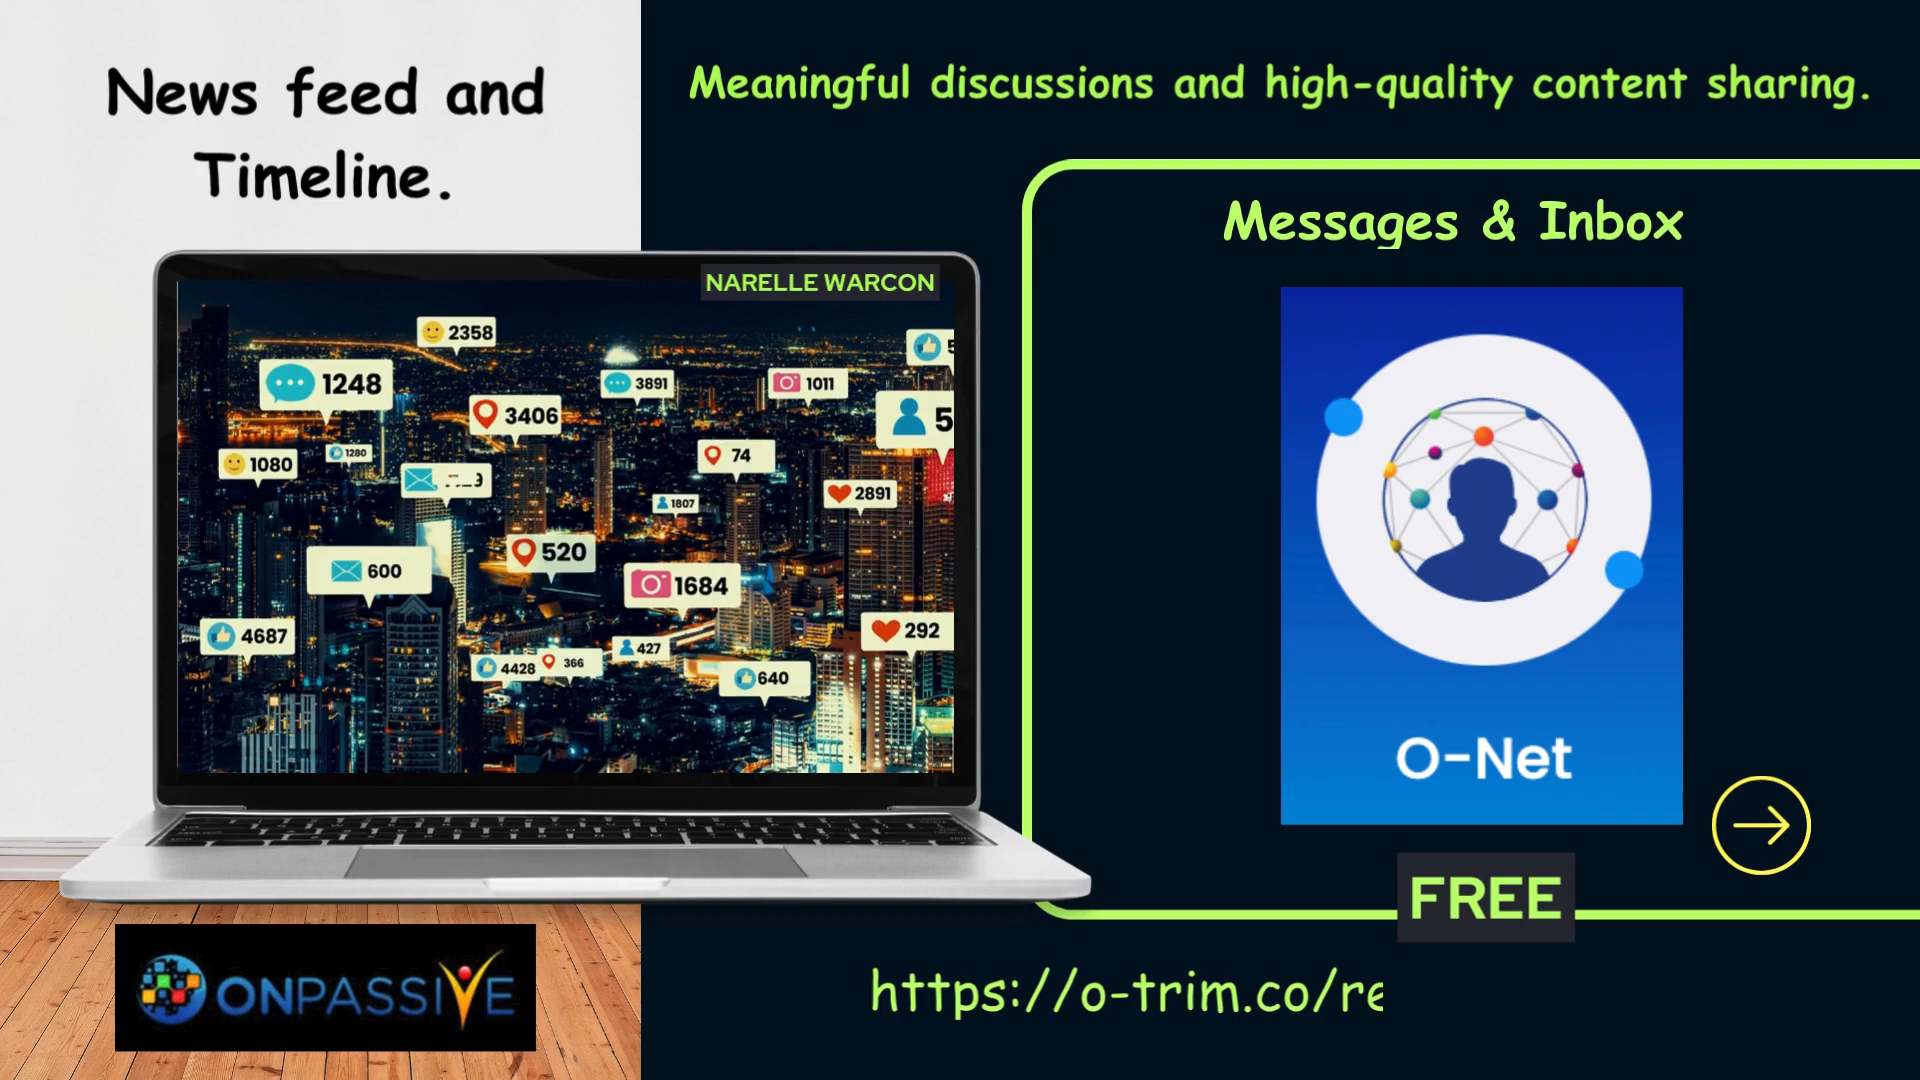 News feed and
Timeline.
Meaningful discussions and high-quality content sharing.
Messages & Inbox
NARELLE WARCON
2358
1248
3891
1011
3406
5
1080
1280
74
2891
1807
520
600
1684
4687
292
427
4428
366
640
O-Net
FREE
ONPASSIVE
https://o-trim.co/re